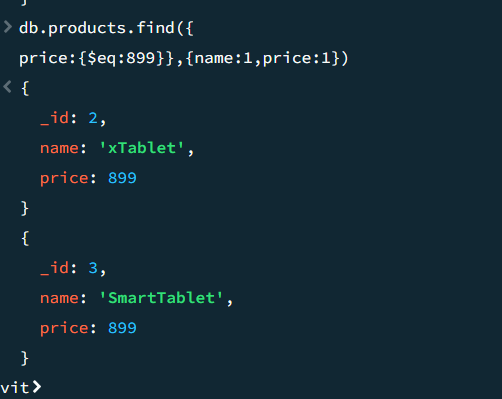 }
> db.products.find({
price:{$eq:899}},{name:1,price:1})
< {
_id: 2,
name: 'xTablet',
price: 899
}
{
_id: 3,
name: 'SmartTablet',
price: 899
}
vit>